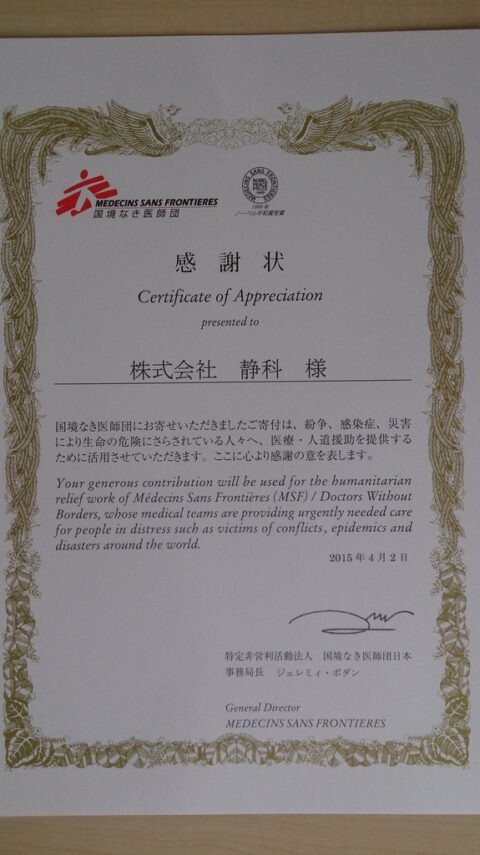 MEDECINS SANS FRONTIERES
国境なき医師団
MEDECINS SANS FRONTIERES
NOBEL
PEACE
PRIZE
1999
1999年
ノーベル平和賞受賞
感謝状
Certificate of Appreciation
presented to
株式会社 静科 様
国境なき医師団にお寄せいただきましたご寄付は、紛争、感染症、災害
により生命の危険にさらされている人々へ、医療・人道援助を提供する
ために活用させていただきます。ここに心より感謝の意を表します。
Your generous contribution will be used for the humanitarian
relief work of Médecins Sans Frontières (MSF) / Doctors Without
Borders, whose medical teams are providing urgently needed care
for people in distress such as victims of conflicts, epidemics and
disasters around the world.
2015年4月2日
特定非営利活動法人 国境なき医師団日本
事務局長 ジェレミィ・ボダン
General Director
MEDECINS SANS FRONTIERES